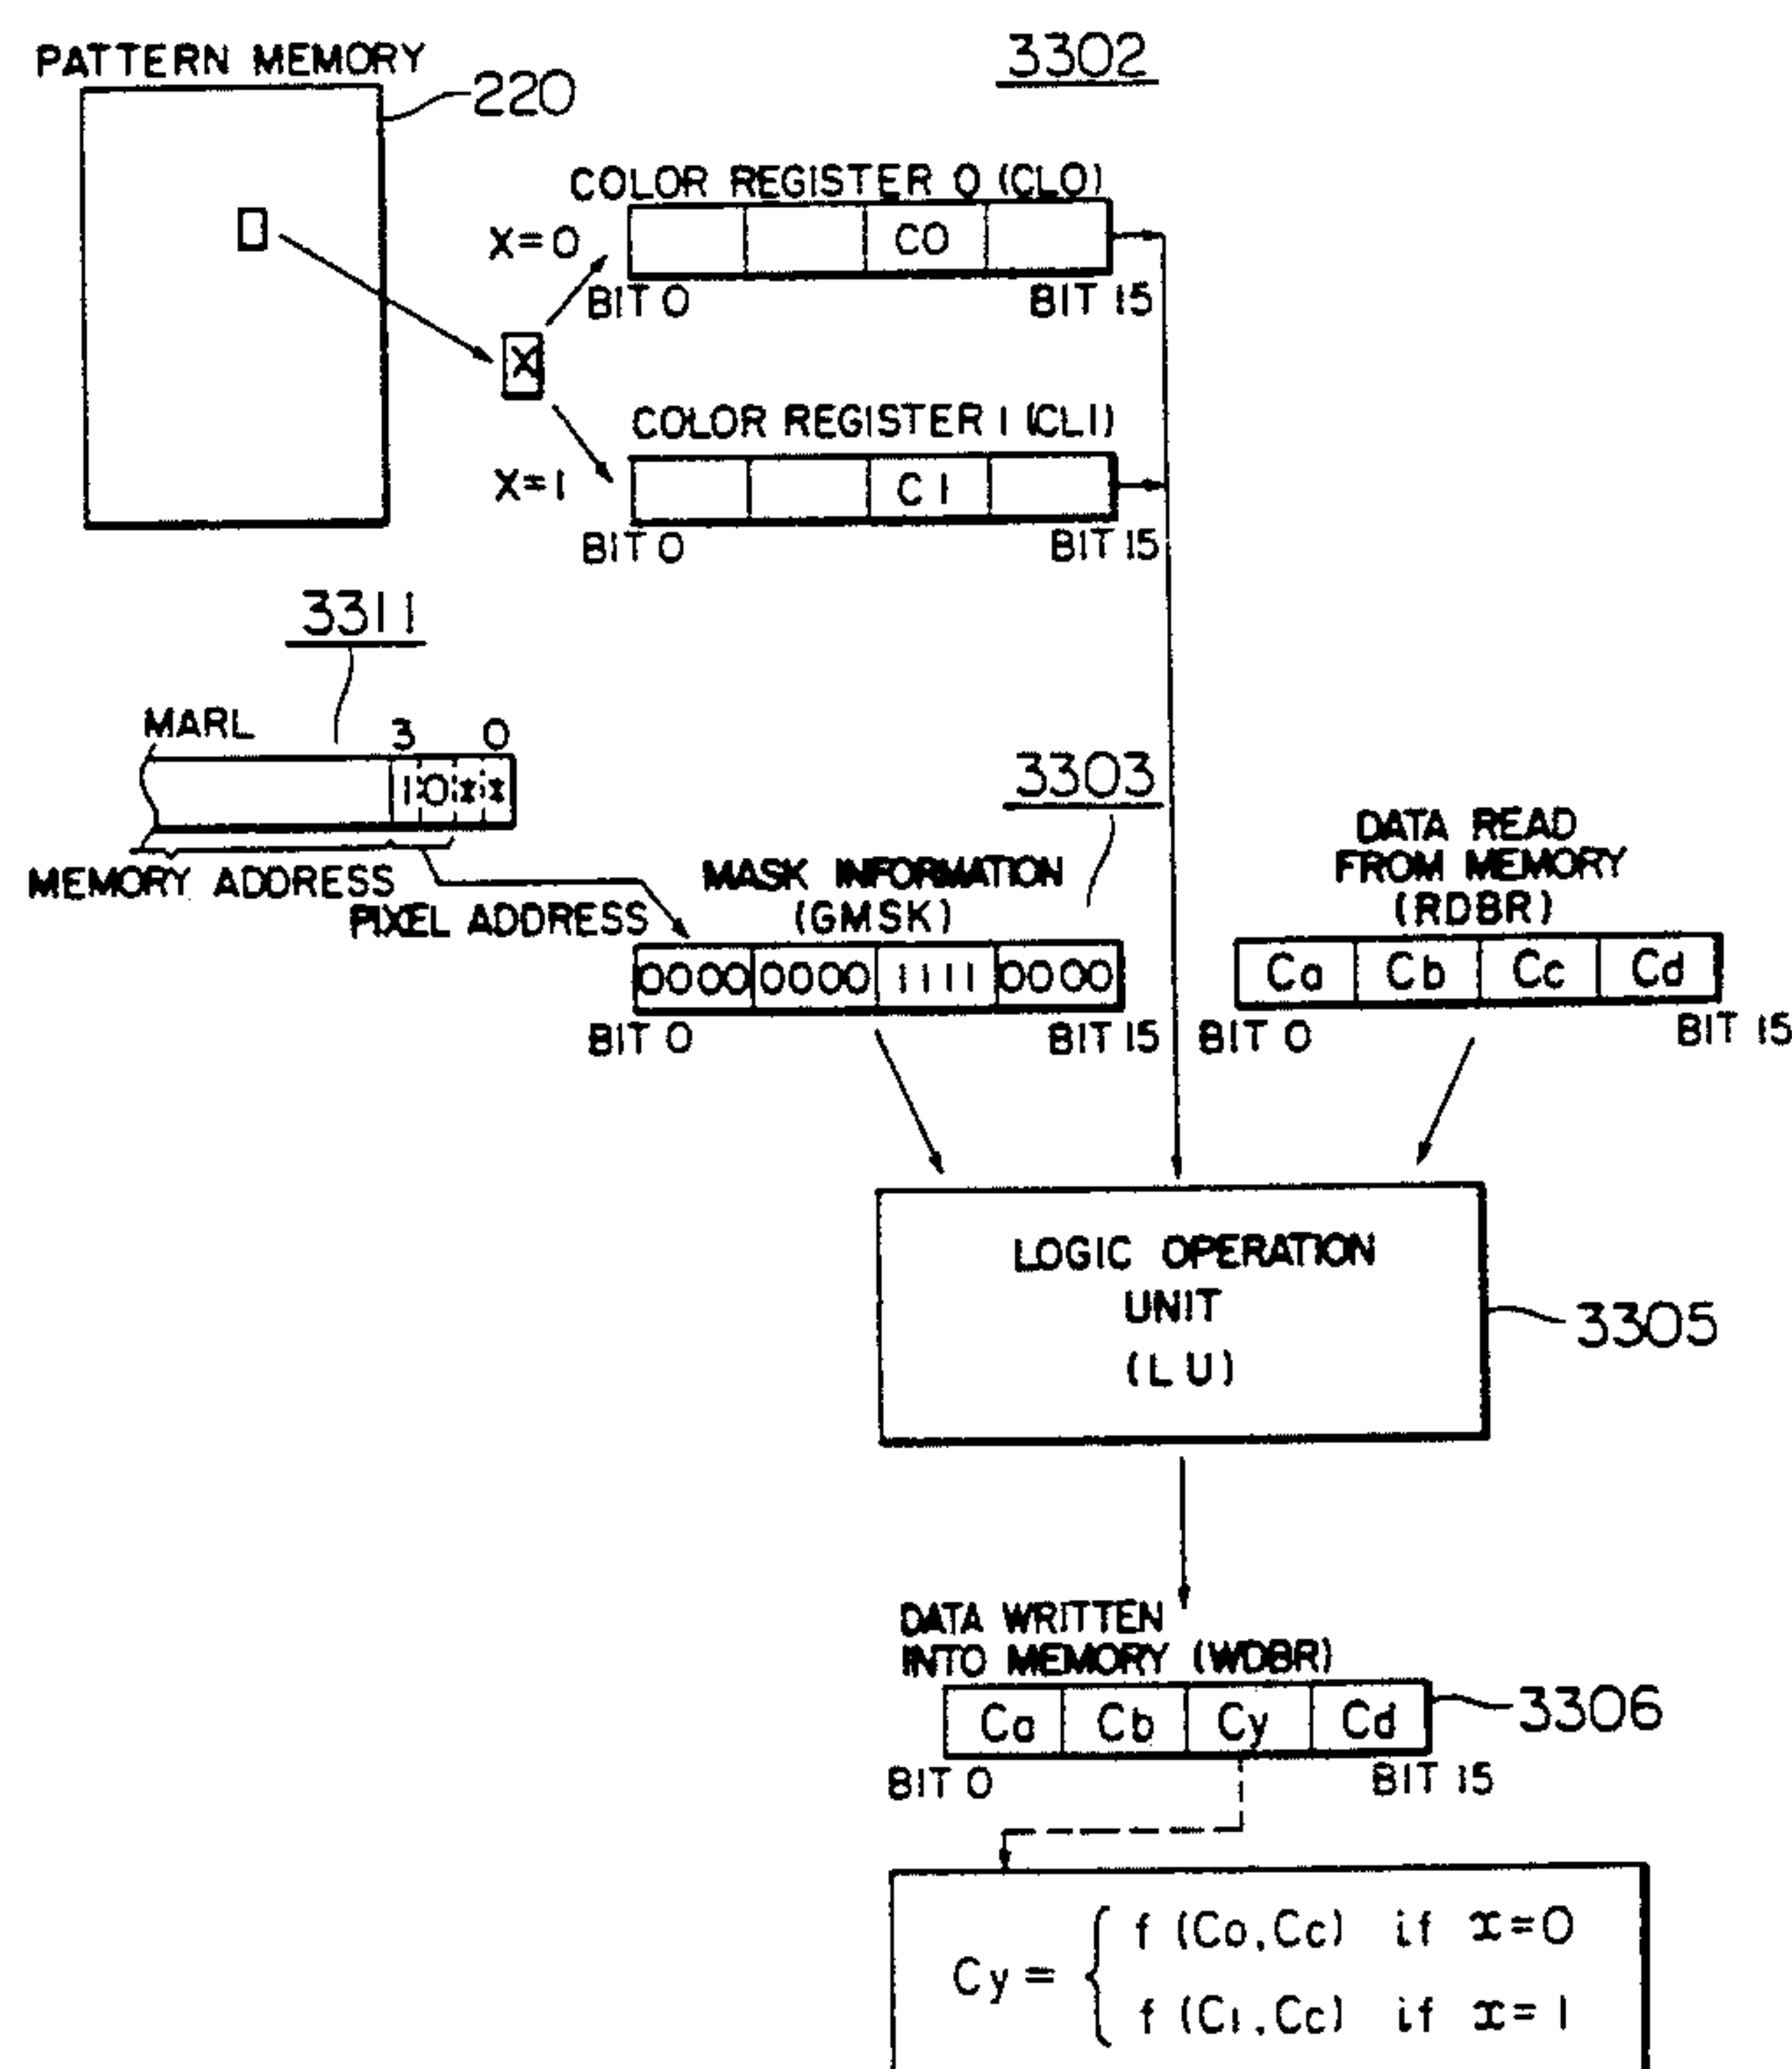 PATTERN MEMORY
220
3302
COLOR REGISTER 0 (CL0)
X=0
C0
BIT 0
BIT 15
X
COLOR REGISTER 1 (CL1)
X=1
C1
BIT 0
BIT 15
3311
MARL
3 0
1 0 * *
MEMORY ADDRESS
PIXEL ADDRESS
3303
MASK INFORMATION
(GMSK)
0000 0000 1111 0000
BIT 0
BIT 15
DATA READ
FROM MEMORY
(RDBR)
Ca Cb Cc Cd
BIT 0
BIT 15
LOGIC OPERATION
UNIT
(LU)
3305
DATA WRITTEN
INTO MEMORY (WDBR)
Ca Cb Cy Cd
3306
BIT 0
BIT 15
f (C0, Cc) if x=0
Cy = {
f (C1, Cc) if x=1